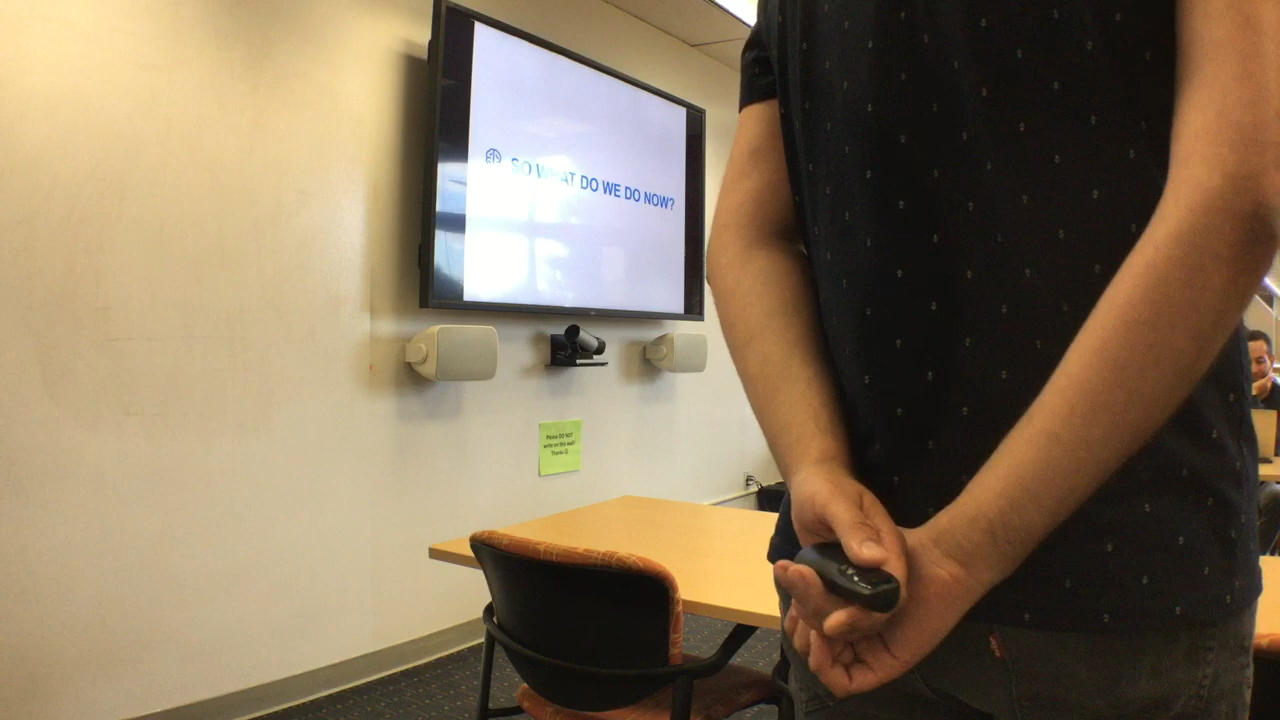 SO WHAT DO WE DO NOW?
Please DO NOT
write on this wall!
Thanks ☺